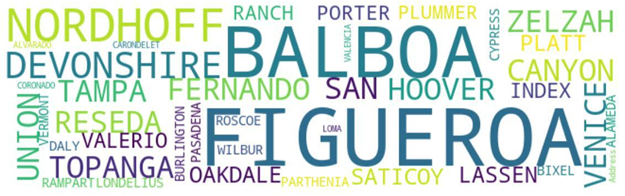 NORDHOFF
ALVARADO
CARONDELET
DEVONSHIRE
RANCH
PORTER
PLUMMER
BALBOA
VALENCIA
CYPRESS
ZELZAH
PLATT
CANYON
CORONADO
TAMPA
FERNANDO
SAN
HOOVER
INDEX
UNION
VERMONT
RESEDA
DALY
VALERIO
BURLINGTON
PASADENA
ROSCOE
WILBUR
LOMA
FIGUEROA
VENICE
Address
ALAMEDA
TOPANGA
OAKDALE
RAMPART
LONDELIUS
PARTHENIA
SATICOY
LASSEN
BIXEL